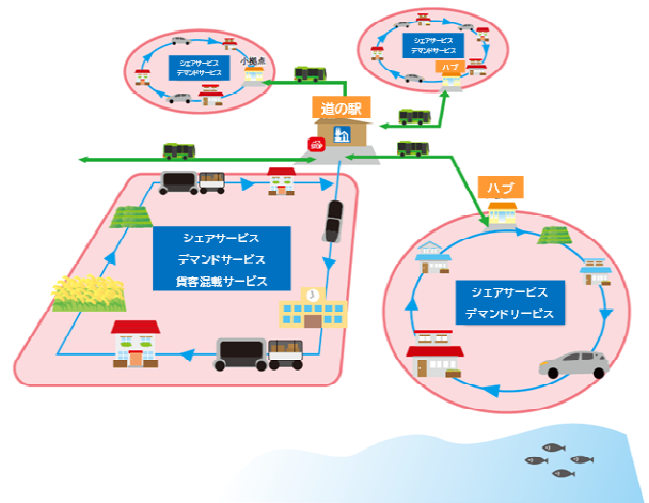 シェアサービス
デマンドサービス
小拠点
シェアサービス
デマンドサービス
ハブ
道の駅
ハブ
シェアサービス
デマンドサービス
貨客混載サービス
シェアサービス
デマンドリービス